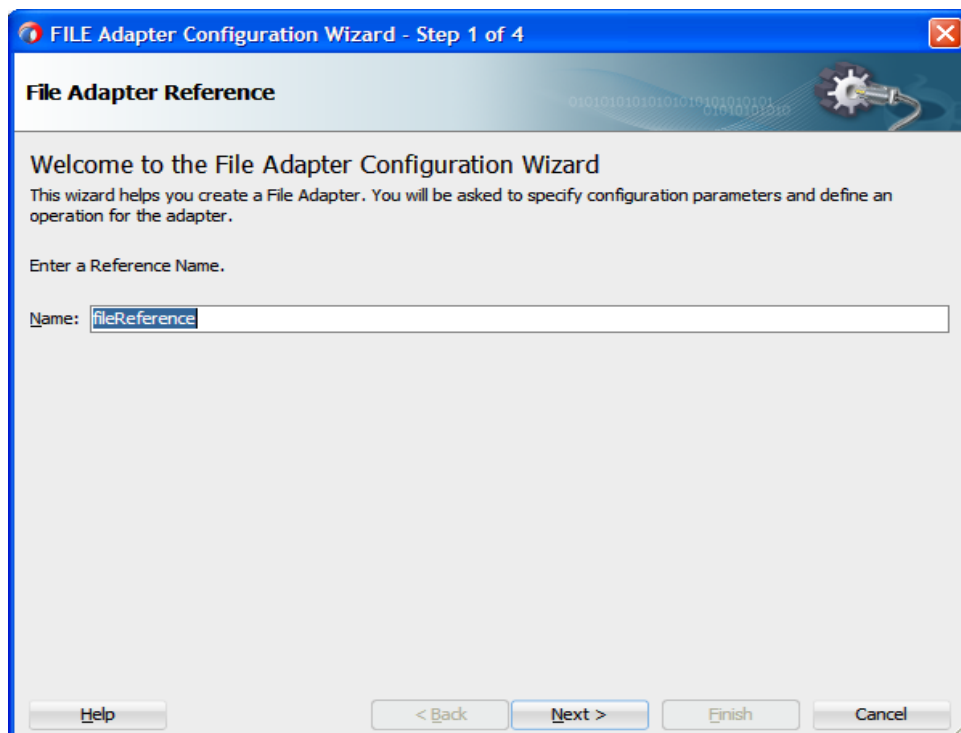 FILE Adapter Configuration Wizard - Step 1 of 4
File Adapter Reference
Welcome to the File Adapter Configuration Wizard
This wizard helps you create a File Adapter. You will be asked to specify configuration parameters and define an
operation for the adapter.
Enter a Reference Name.
Name: fileReference
Help < Back Next > Finish Cancel